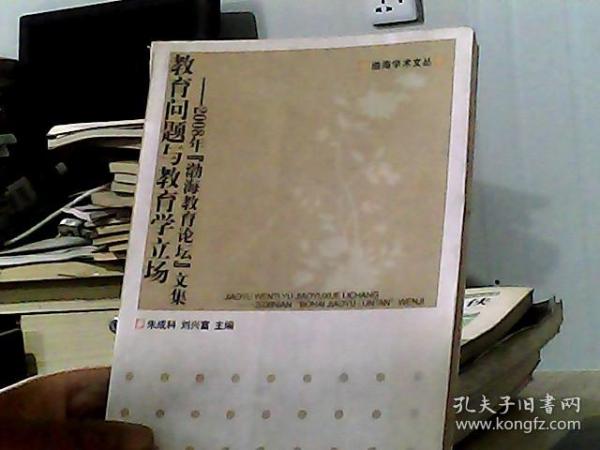 渤海学术文丛
教育问题与教育学立场
——2008年『渤海教育论坛』文集
JIAOYU WENTI YU JIAOYUXUE LICHANG
2008NIAN "BOHAI JIAOYU LUNTAN" WENJI
朱成科 刘兴富 主编
孔夫子旧书网
www.kongfz.com